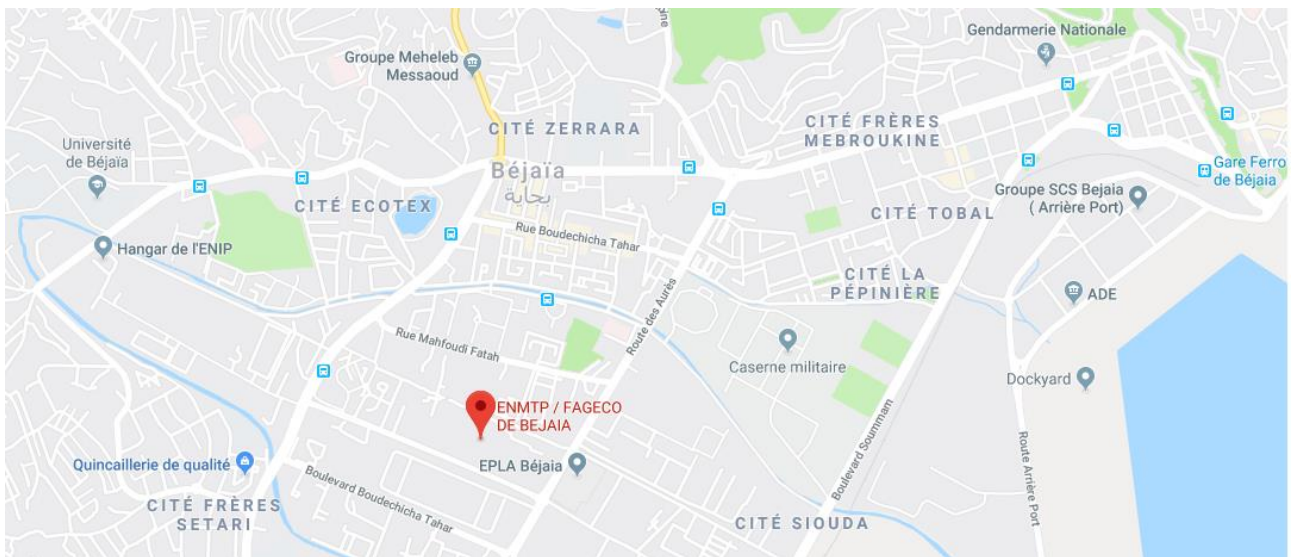 Gendarmerie Nationale
Groupe Meheleb
Messaoud
CITÉ ZERRARA
CITÉ FRÈRES
MEBROUKINE
Université
de Béjaïa
Béjaïa
بجاية
Gare Ferro
de Béjaia
Groupe SCS Bejaia
( Arrière Port)
CITÉ ECOTEX
CITÉ TOBAL
Rue Boudechicha Tahar
Hangar de l'ENIP
CITÉ LA
PÉPINIÈRE
ADE
Route des Aurès
Rue Mahfoudi Fatah
Caserne militaire
Dockyard
ENMTP / FAGECO
DE BEJAIA
Quincaillerie de qualité
EPLA Béjaia
Boulevard Soummam
Route Arrière Port
Boulevard Boudechicha Tahar
CITÉ FRÈRES
SETARI
CITÉ SIOUDA